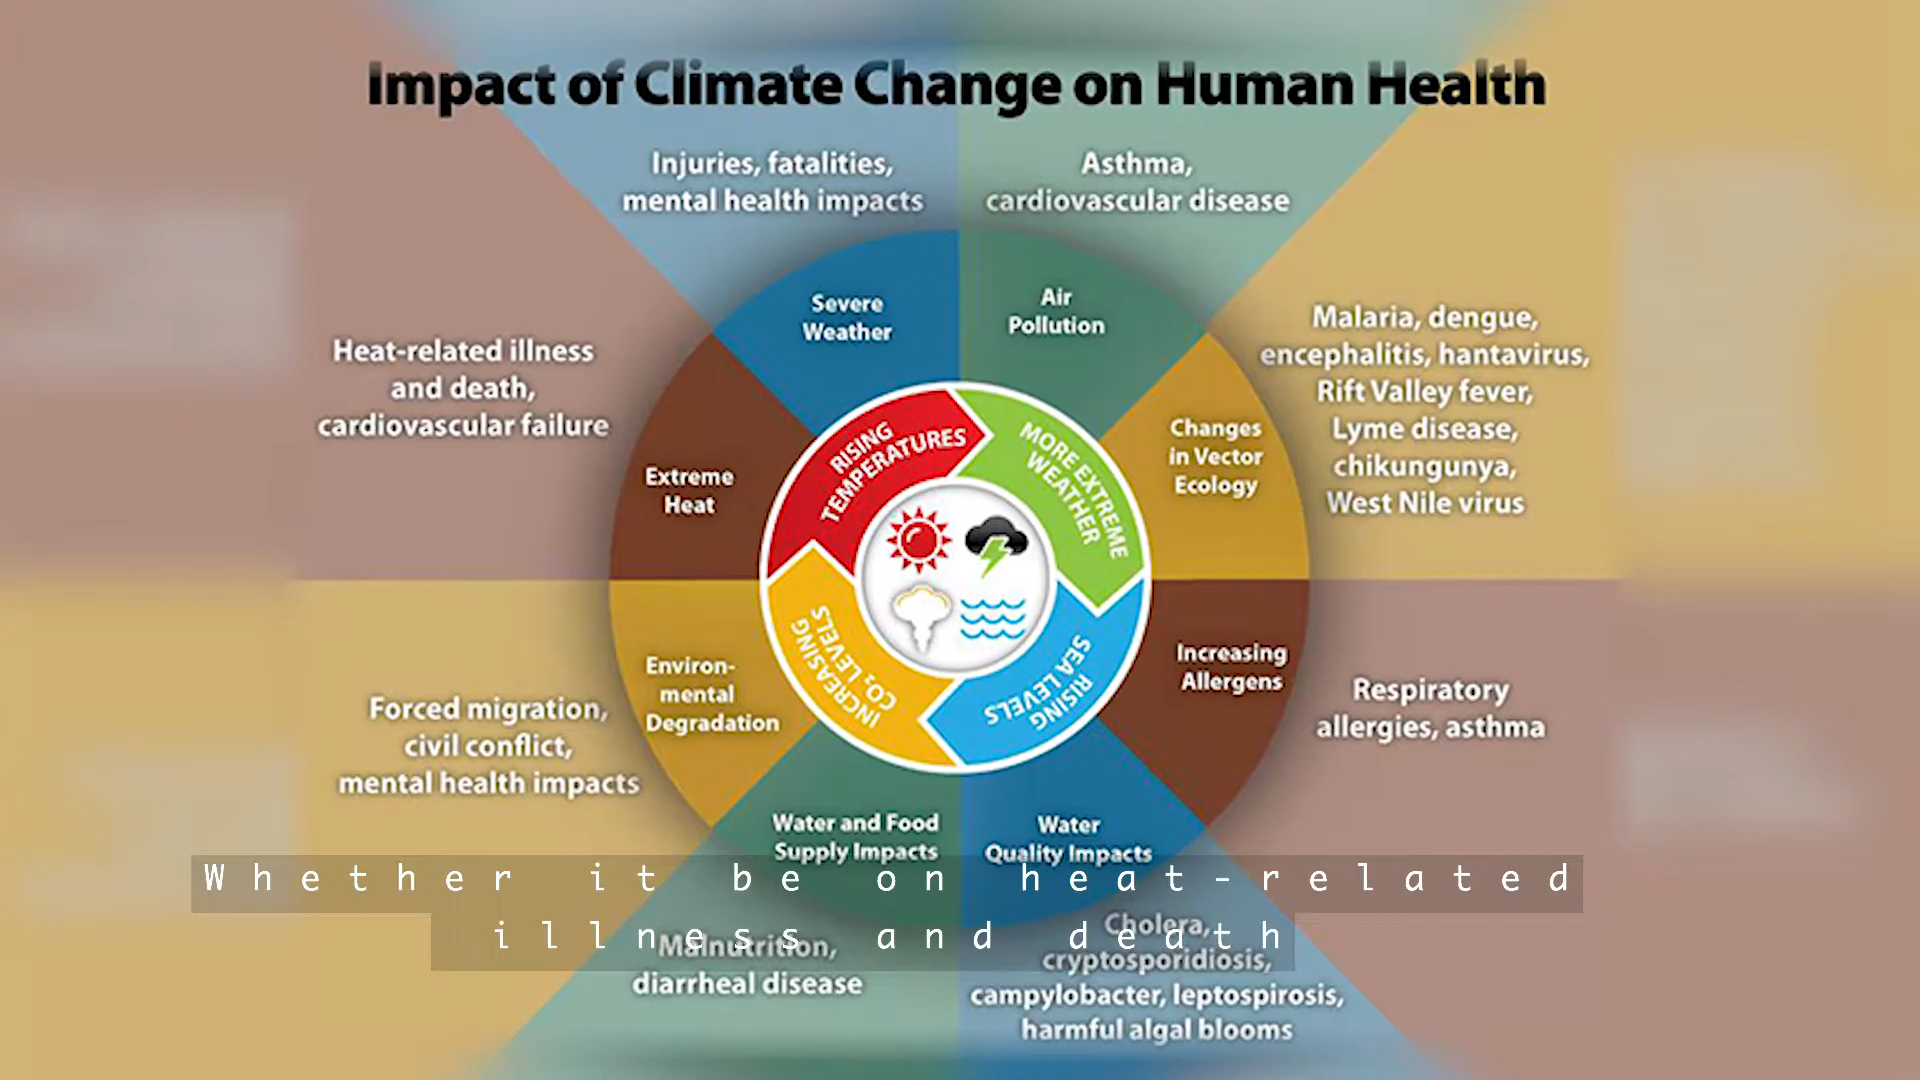 Impact of Climate Change on Human Health
Injuries, fatalities,
mental health impacts
Asthma,
cardiovascular disease
Severe
Weather
Air
Pollution
Heat-related illness
and death,
cardiovascular failure
Extreme
Heat
Malaria, dengue,
encephalitis, hantavirus,
Rift Valley fever,
Lyme disease,
chikungunya,
West Nile virus
Changes
in Vector
Ecology
RISING
TEMPERATURES
MORE EXTREME
WEATHER
INCREASING
CO₂ LEVELS
RISING
SEA LEVELS
Environ-
mental
Degradation
Forced migration,
civil conflict,
mental health impacts
Increasing
Allergens
Respiratory
allergies, asthma
Water and Food
Supply Impacts
Water
Quality Impacts
Malnutrition,
diarrheal disease
Cholera,
cryptosporidiosis,
campylobacter, leptospirosis,
harmful algal blooms
Whether it be on heat-related
illness and death